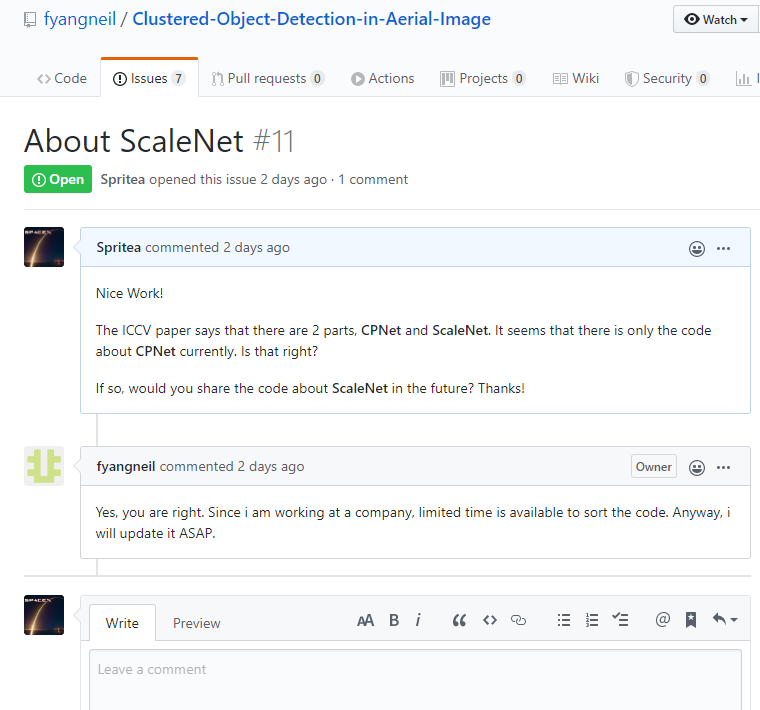 fyangneil / Clustered-Object-Detection-in-Aerial-Image
Watch
Code Issues 7 Pull requests 0 Actions Projects 0 Wiki Security 0
About ScaleNet #11
Open Spritea opened this issue 2 days ago · 1 comment
SPACEX
Spritea commented 2 days ago
Nice Work!
The ICCV paper says that there are 2 parts, CPNet and ScaleNet. It seems that there is only the code
about CPNet currently. Is that right?
If so, would you share the code about ScaleNet in the future? Thanks!
fyangneil commented 2 days ago Owner
Yes, you are right. Since i am working at a company, limited time is available to sort the code. Anyway, i
will update it ASAP.
SPACEX
Write Preview AA B i @
Leave a comment